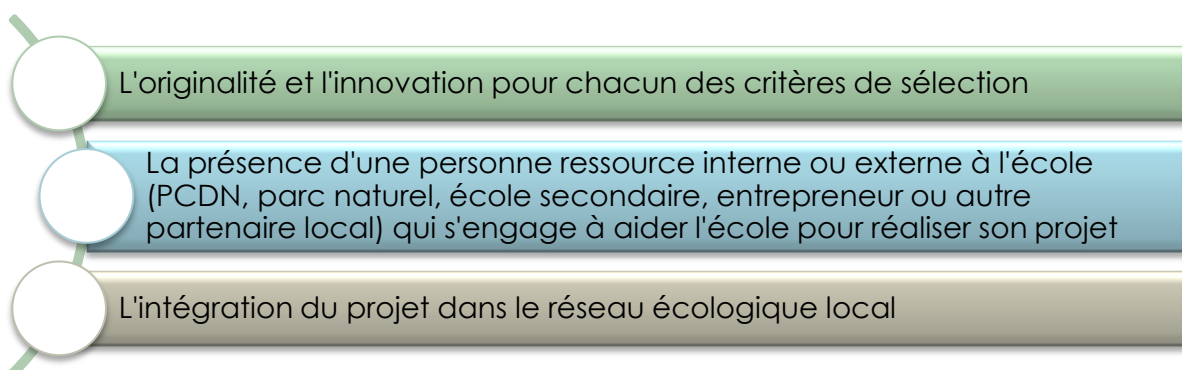 L'originalité et l'innovation pour chacun des critères de sélection
La présence d'une personne ressource interne ou externe à l'école
(PCDN, parc naturel, école secondaire, entrepreneur ou autre
partenaire local) qui s'engage à aider l'école pour réaliser son projet
L'intégration du projet dans le réseau écologique local